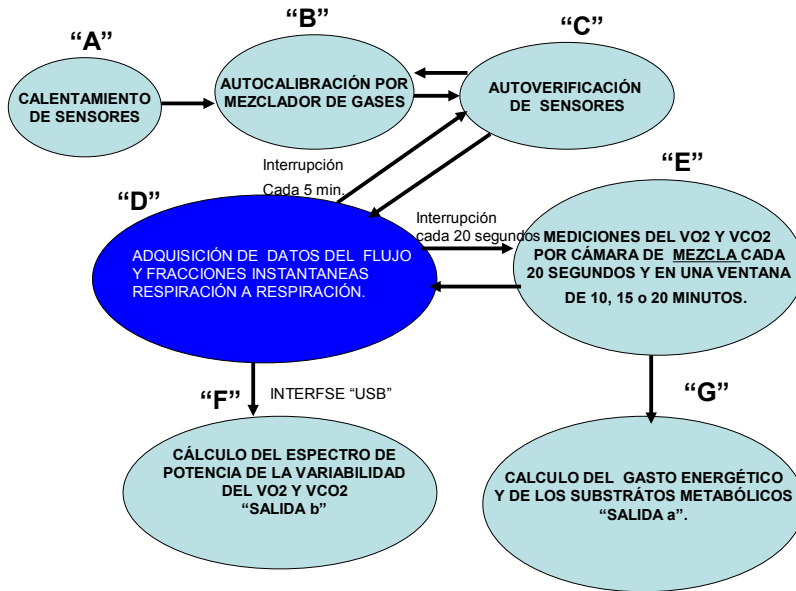 “A”
CALENTAMIENTO
DE SENSORES
“B”
AUTOCALIBRACIÓN POR
MEZCLADOR DE GASES
“C”
AUTOVERIFICACIÓN
DE SENSORES
Interrupción
Cada 5 min.
“D”
ADQUISICIÓN DE DATOS DEL FLUJO
Y FRACCIONES INSTANTANEAS
RESPIRACIÓN A RESPIRACIÓN.
Interrupción
cada 20 segundos
“E”
MEDICIONES DEL VO2 Y VCO2
POR CÁMARA DE MEZCLA CADA
20 SEGUNDOS Y EN UNA VENTANA
DE 10, 15 o 20 MINUTOS.
“F”
INTERFSE “USB”
CÁLCULO DEL ESPECTRO DE
POTENCIA DE LA VARIABILIDAD
DEL VO2 Y VCO2
“SALIDA b”
“G”
CALCULO DEL GASTO ENERGÉTICO
Y DE LOS SUBSTRÁTOS METABÓLICOS
“SALIDA a”.